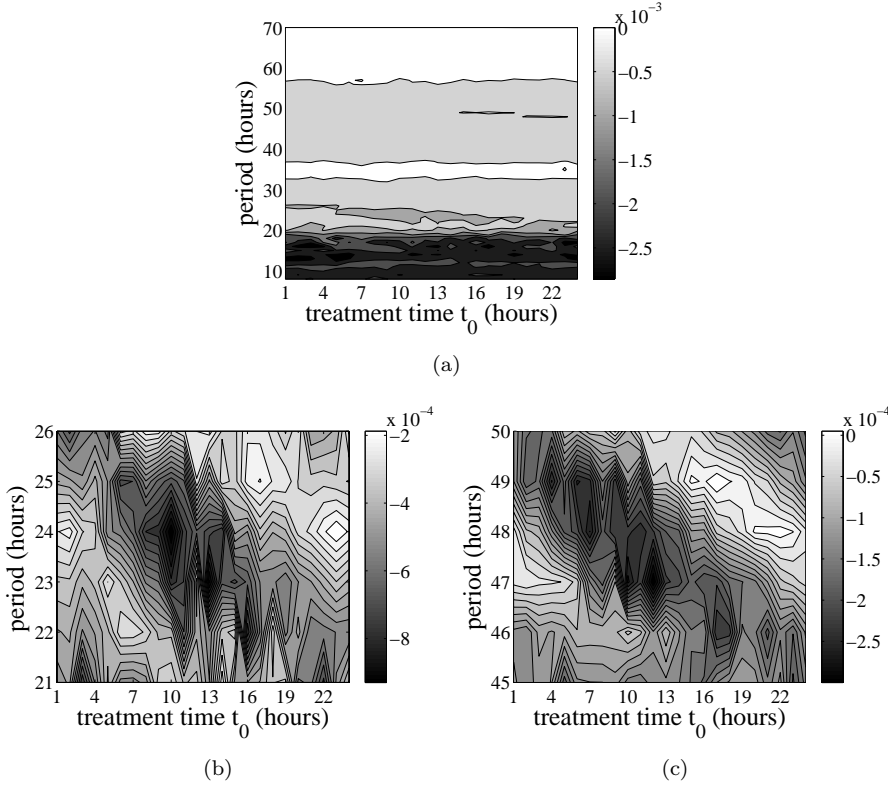 x 10⁻³
70
60
50
40
30
20
10
period (hours)
1 4 7 10 13 16 19 22
treatment time t₀ (hours)
0
−0.5
−1
−1.5
−2
−2.5
(a)
x 10⁻⁴
26
25
24
23
22
21
period (hours)
1 4 7 10 13 16 19 22
treatment time t₀ (hours)
−2
−4
−6
−8
(b)
x 10⁻⁴
50
49
48
47
46
45
period (hours)
1 4 7 10 13 16 19 22
treatment time t₀ (hours)
0
−0.5
−1
−1.5
−2
−2.5
(c)